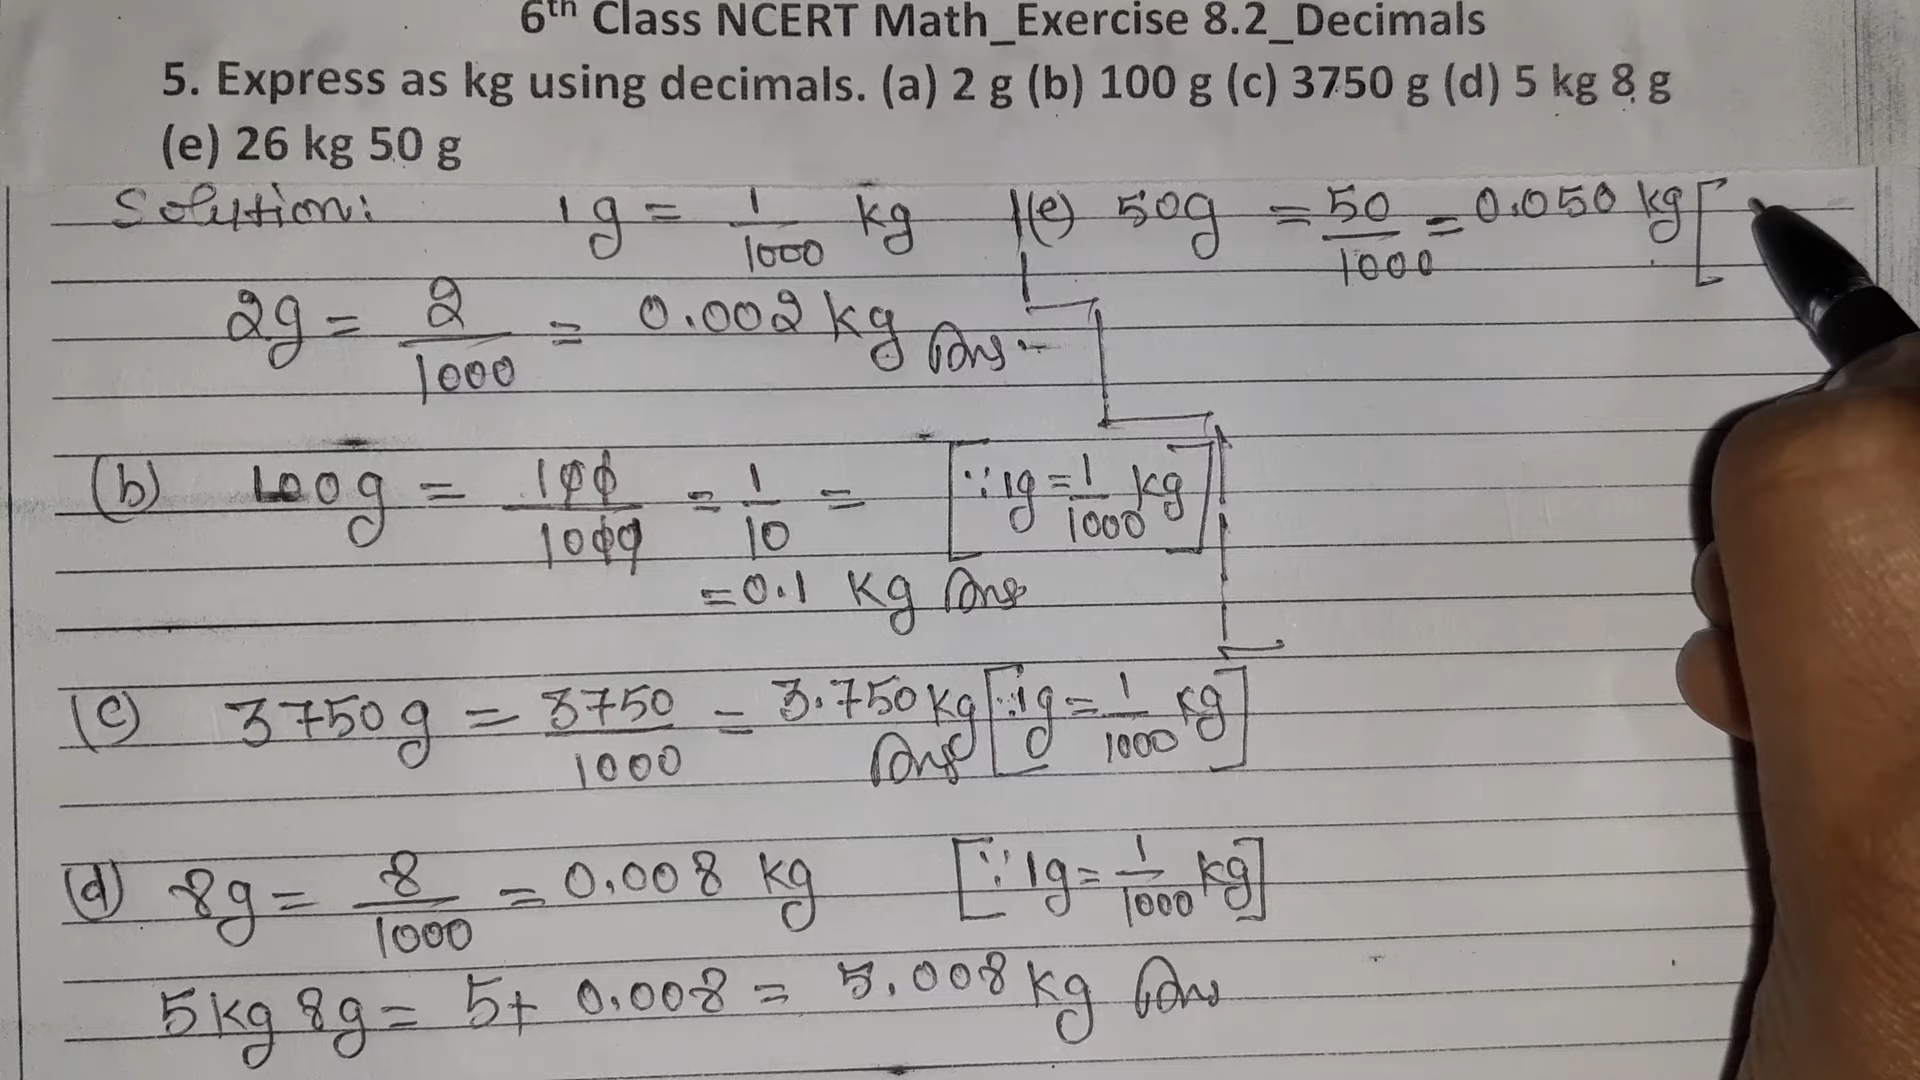 6th Class NCERT Math_Exercise 8.2_Decimals
5. Express as kg using decimals. (a) 2 g (b) 100 g (c) 3750 g (d) 5 kg 8 g
(e) 26 kg 50 g
Solution: 1g = 1/1000 kg
2g = 2/1000 = 0.002 kg Ans.
(b) 100g = 100/1000 = 1/10 = [∵ 1g = 1/1000 kg]
= 0.1 kg Ans
(c) 3750g = 3750/1000 = 3.750 kg [∵ 1g = 1/1000 kg]
Ans
(d) 8g = 8/1000 = 0.008 kg [∵ 1g = 1/1000 kg]
5kg 8g = 5 + 0.008 = 5.008 kg Ans
(e) 50g = 50/1000 = 0.050 kg [